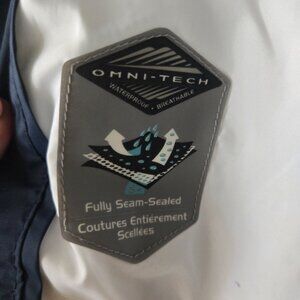 OMNI-TECH
WATERPROOF • BREATHABLE
Fully Seam-Sealed
Coutures Entièrement
Scellées